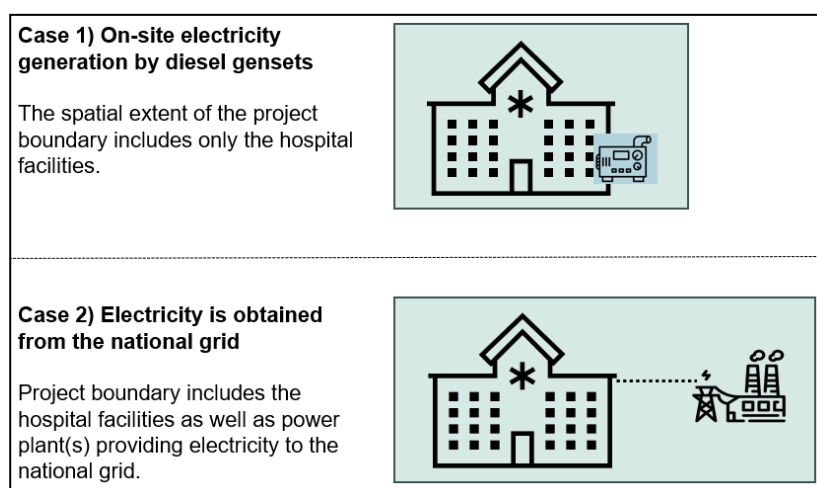 Case 1) On-site electricity
generation by diesel gensets
The spatial extent of the project
boundary includes only the hospital
facilities.
Case 2) Electricity is obtained
from the national grid
Project boundary includes the
hospital facilities as well as power
plant(s) providing electricity to the
national grid.